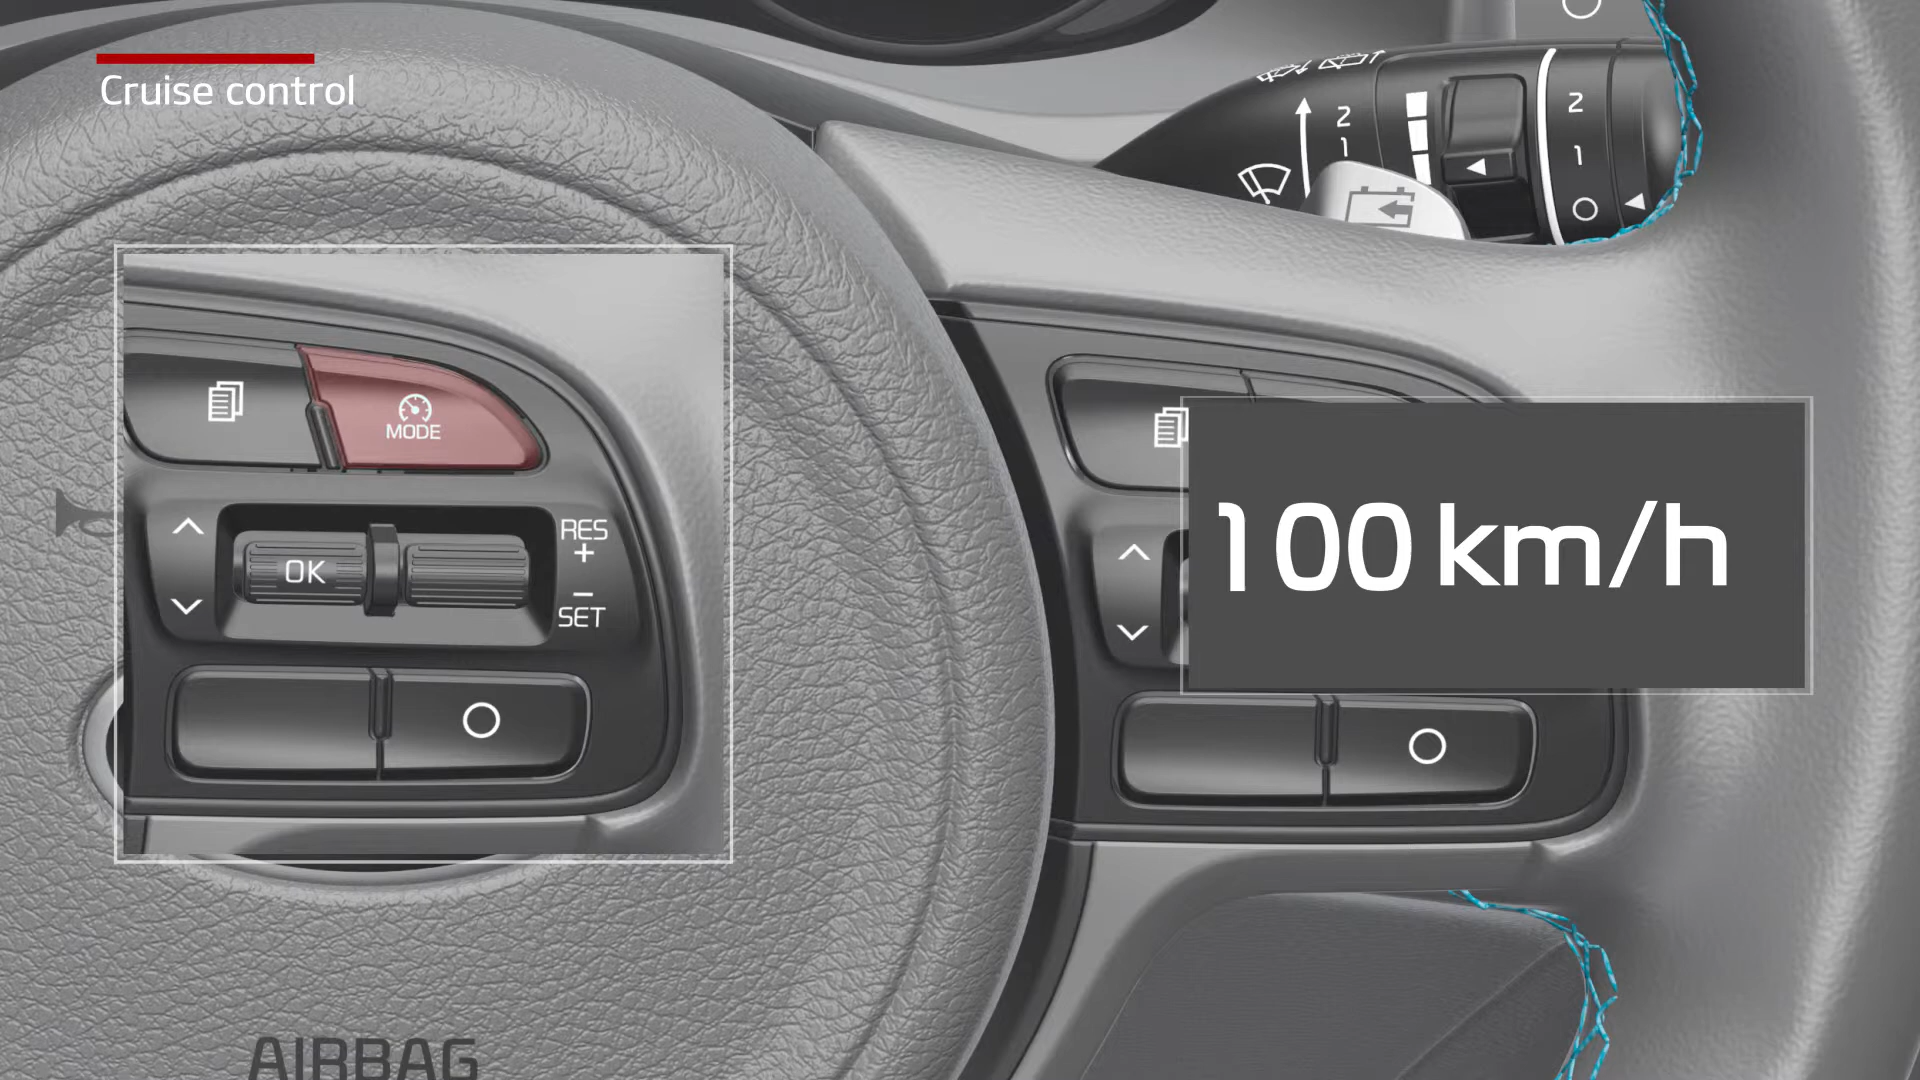 Cruise control
2
1
2
1
MODE
OK
RES
+
–
SET
100 km/h
AIRBAG